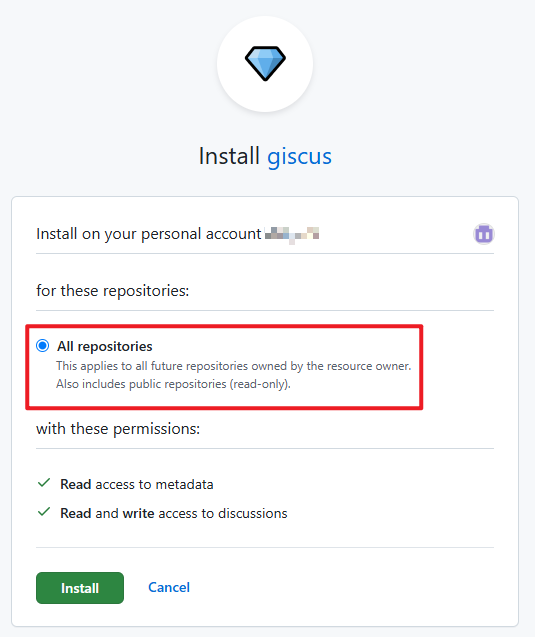 Install giscus
Install on your personal account
for these repositories:
All repositories
This applies to all future repositories owned by the resource owner.
Also includes public repositories (read-only).
with these permissions:
Read access to metadata
Read and write access to discussions
Install
Cancel